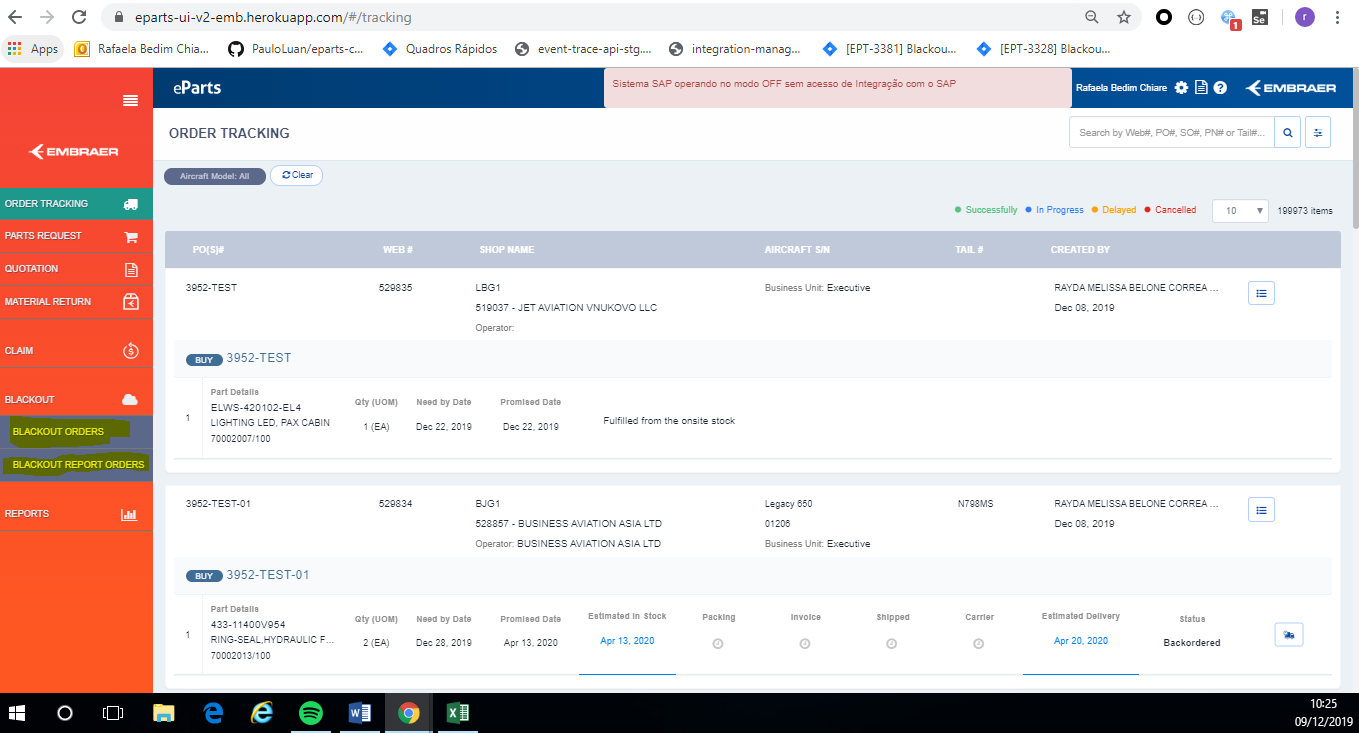 eparts-ui-v2-emb.herokuapp.com/#/tracking
1
Se
r
Apps
Rafaela Bedim Chia...
PauloLuan/eparts-c...
Quadros Rápidos
event-trace-api-stg....
integration-manag...
[EPT-3381] Blackou...
[EPT-3328] Blackou...
eParts
Sistema SAP operando no modo OFF sem acesso de Integração com o SAP
Rafaela Bedim Chiare
EMBRAER
EMBRAER
ORDER TRACKING
PARTS REQUEST
QUOTATION
MATERIAL RETURN
CLAIM
BLACKOUT
BLACKOUT ORDERS
BLACKOUT REPORT ORDERS
REPORTS
ORDER TRACKING
Search by Web#, PO#, SO#, PN# or Tail#...
Aircraft Model: All
Clear
Successfully In Progress Delayed Cancelled 10 199973 items
PO(S)# WEB # SHOP NAME AIRCRAFT S/N TAIL # CREATED BY
3952-TEST 529835 LBG1 Business Unit: Executive RAYDA MELISSA BELONE CORREA ...
519037 - JET AVIATION VNUKOVO LLC Dec 08, 2019
Operator:
BUY 3952-TEST
Part Details
Qty (UOM) Need by Date Promised Date
1
ELWS-420102-EL4
LIGHTING LED, PAX CABIN
70002007/100
1 (EA) Dec 22, 2019 Dec 22, 2019 Fulfilled from the onsite stock
3952-TEST-01 529834 BJG1 Legacy 650 N798MS RAYDA MELISSA BELONE CORREA ...
528857 - BUSINESS AVIATION ASIA LTD 01206 Dec 08, 2019
Operator: BUSINESS AVIATION ASIA LTD Business Unit: Executive
BUY 3952-TEST-01
Part Details
Qty (UOM) Need by Date Promised Date Estimated in Stock Packing Invoice Shipped Carrier Estimated Delivery Status
1
433-11400V954
RING-SEAL,HYDRAULIC F...
70002013/100
2 (EA) Dec 28, 2019 Apr 13, 2020 Apr 13, 2020 Apr 20, 2020 Backordered
10:25
09/12/2019